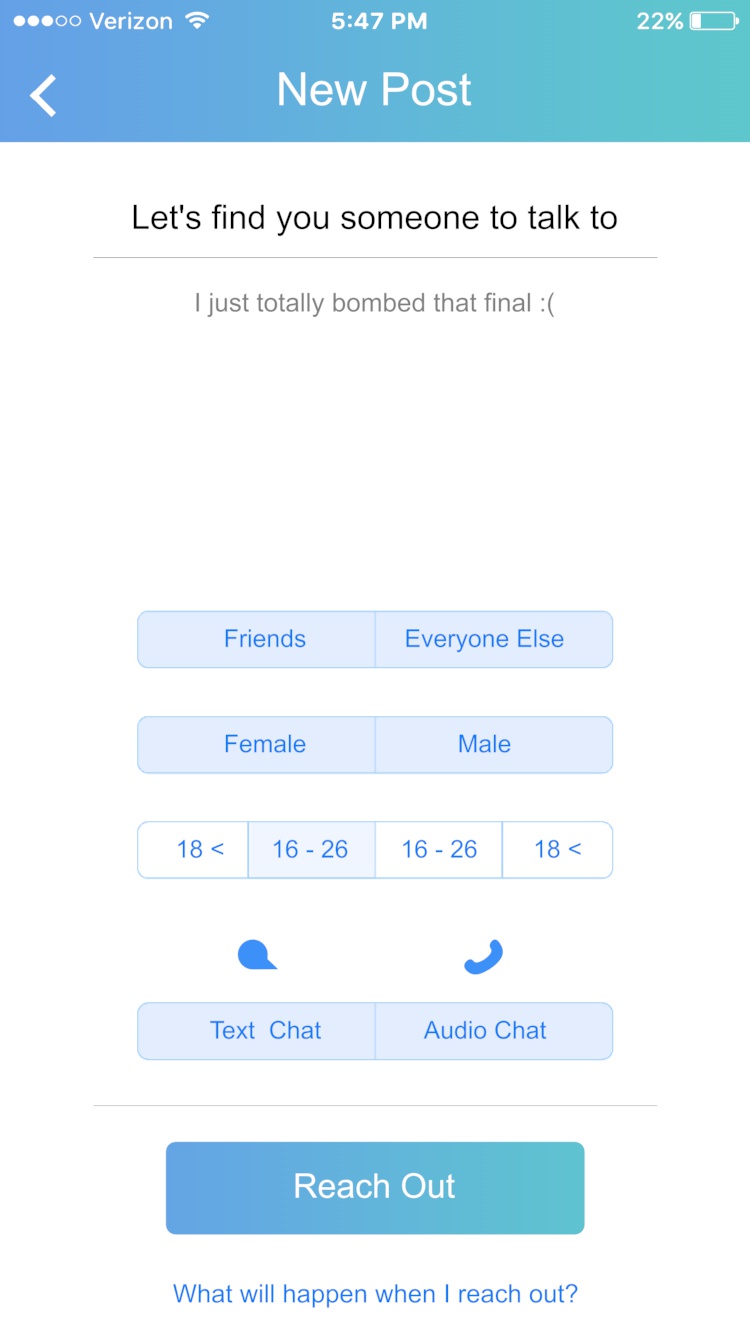 Verizon 5:47 PM 22%
New Post
Let's find you someone to talk to
I just totally bombed that final :(
Friends Everyone Else
Female Male
18 < 16 - 26 16 - 26 18 <
Text Chat Audio Chat
Reach Out
What will happen when I reach out?